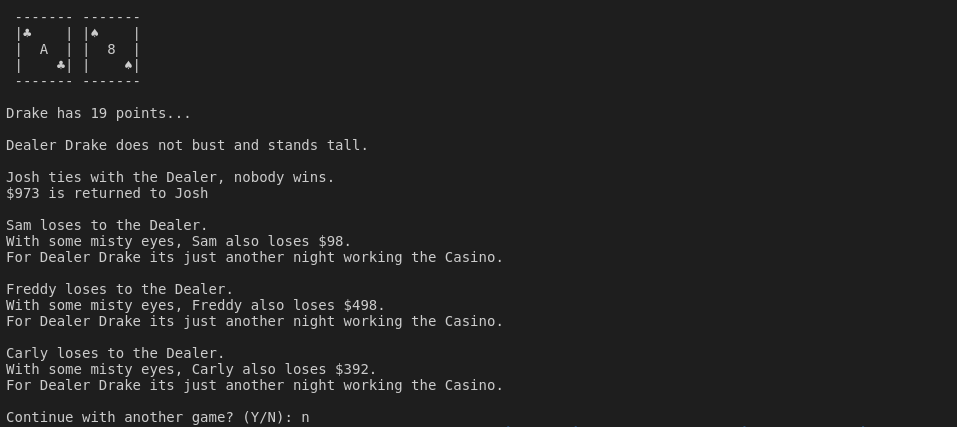 ------- -------
 |♣    | |♠    |
 |  A  | |  8  |
 |    ♣| |    ♠|
 ------- -------
Drake has 19 points...
Dealer Drake does not bust and stands tall.
Josh ties with the Dealer, nobody wins.
$973 is returned to Josh
Sam loses to the Dealer.
With some misty eyes, Sam also loses $98.
For Dealer Drake its just another night working the Casino.
Freddy loses to the Dealer.
With some misty eyes, Freddy also loses $498.
For Dealer Drake its just another night working the Casino.
Carly loses to the Dealer.
With some misty eyes, Carly also loses $392.
For Dealer Drake its just another night working the Casino.
Continue with another game? (Y/N): n